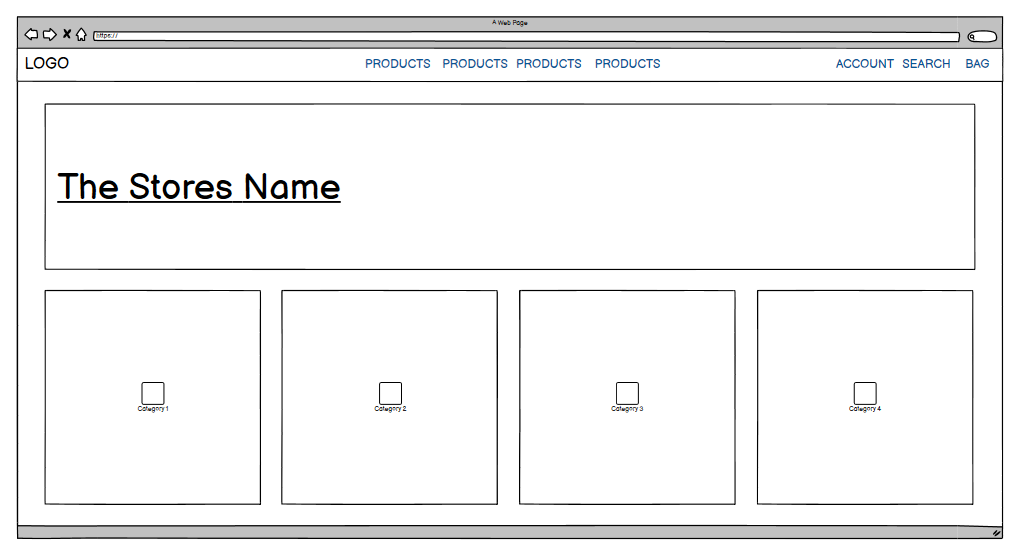 A Web Page
https://
LOGO PRODUCTS PRODUCTS PRODUCTS PRODUCTS ACCOUNT SEARCH BAG
The Stores Name
Category 1 Category 2 Category 3 Category 4